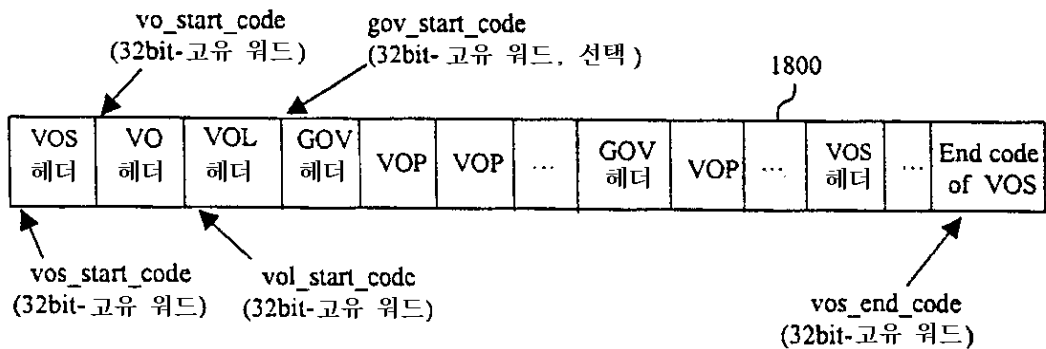 vo_start_code
(32bit-고유 워드)
gov_start_code
(32bit- 고유 워드, 선택 )
1800
VOS
헤더
VO
헤더
VOL
헤더
GOV
헤더
VOP
VOP
...
GOV
헤더
VOP
...
VOS
헤더
...
End code
of VOS
vos_start_code
(32bit-고유 워드)
vol_start_code
(32bit-고유 워드)
vos_end_code
(32bit-고유 워드)